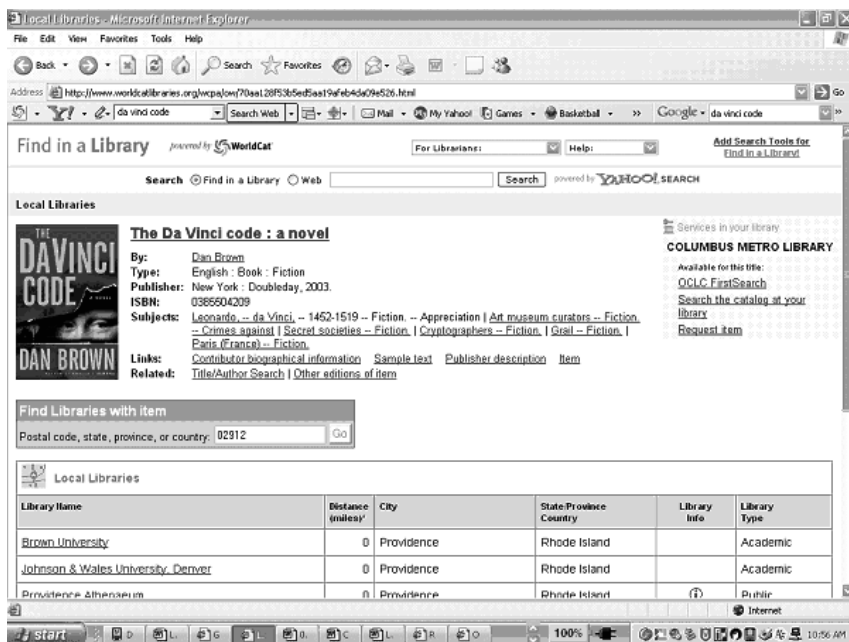 Local Libraries - Microsoft Internet Explorer
File Edit View Favorites Tools Help
Back Search Favorites
Address http://www.worldcatlibraries.org/wcpa/ow/70aa128f53b5ed5aa19afeb4da09e526.html Go
Y! da vinci code Search Web Mail My Yahoo! Games Basketball » Google da vinci code »
Find in a Library powered by WorldCat For Librarians: Help: Add Search Tools for
Find in a Library!
Search Find in a Library Web Search powered by YAHOO! SEARCH
Local Libraries
THE
DAVINCI
CODE
A NOVEL
DAN BROWN
The Da Vinci code : a novel
By: Dan Brown
Type: English : Book : Fiction
Publisher: New York : Doubleday, 2003.
ISBN: 0385504209
Subjects: Leonardo, -- da Vinci, -- 1452-1519 -- Fiction. -- Appreciation | Art museum curators -- Fiction.
-- Crimes against | Secret societies -- Fiction. | Cryptographers -- Fiction. | Grail -- Fiction. |
Paris (France) -- Fiction.
Links: Contributor biographical information Sample text Publisher description Item
Related: Title/Author Search | Other editions of item
Services in your library
COLUMBUS METRO LIBRARY
Available for this title:
OCLC FirstSearch
Search the catalog at your
library
Request item
Find Libraries with item
Postal code, state, province, or country: 02912 Go
Local Libraries
Library Name Distance (miles) City State/Province Country Library Info Library Type
Brown University 0 Providence Rhode Island Academic
Johnson & Wales University, Denver 0 Providence Rhode Island Academic
Providence Athenaeum 0 Providence Rhode Island Public
Internet
start D L. G L. 0. C L. R O 100% 10:56 AM